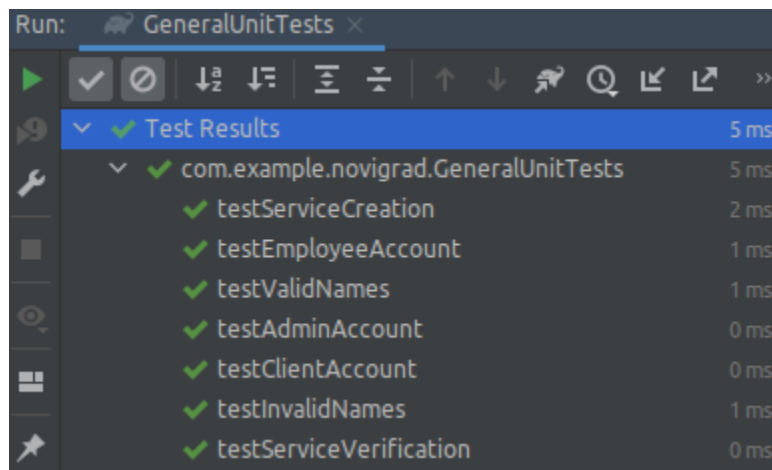 Run: GeneralUnitTests
Test Results 5 ms
com.example.novigrad.GeneralUnitTests 5 ms
testServiceCreation 2 ms
testEmployeeAccount 1 ms
testValidNames 1 ms
testAdminAccount 0 ms
testClientAccount 0 ms
testInvalidNames 1 ms
testServiceVerification 0 ms